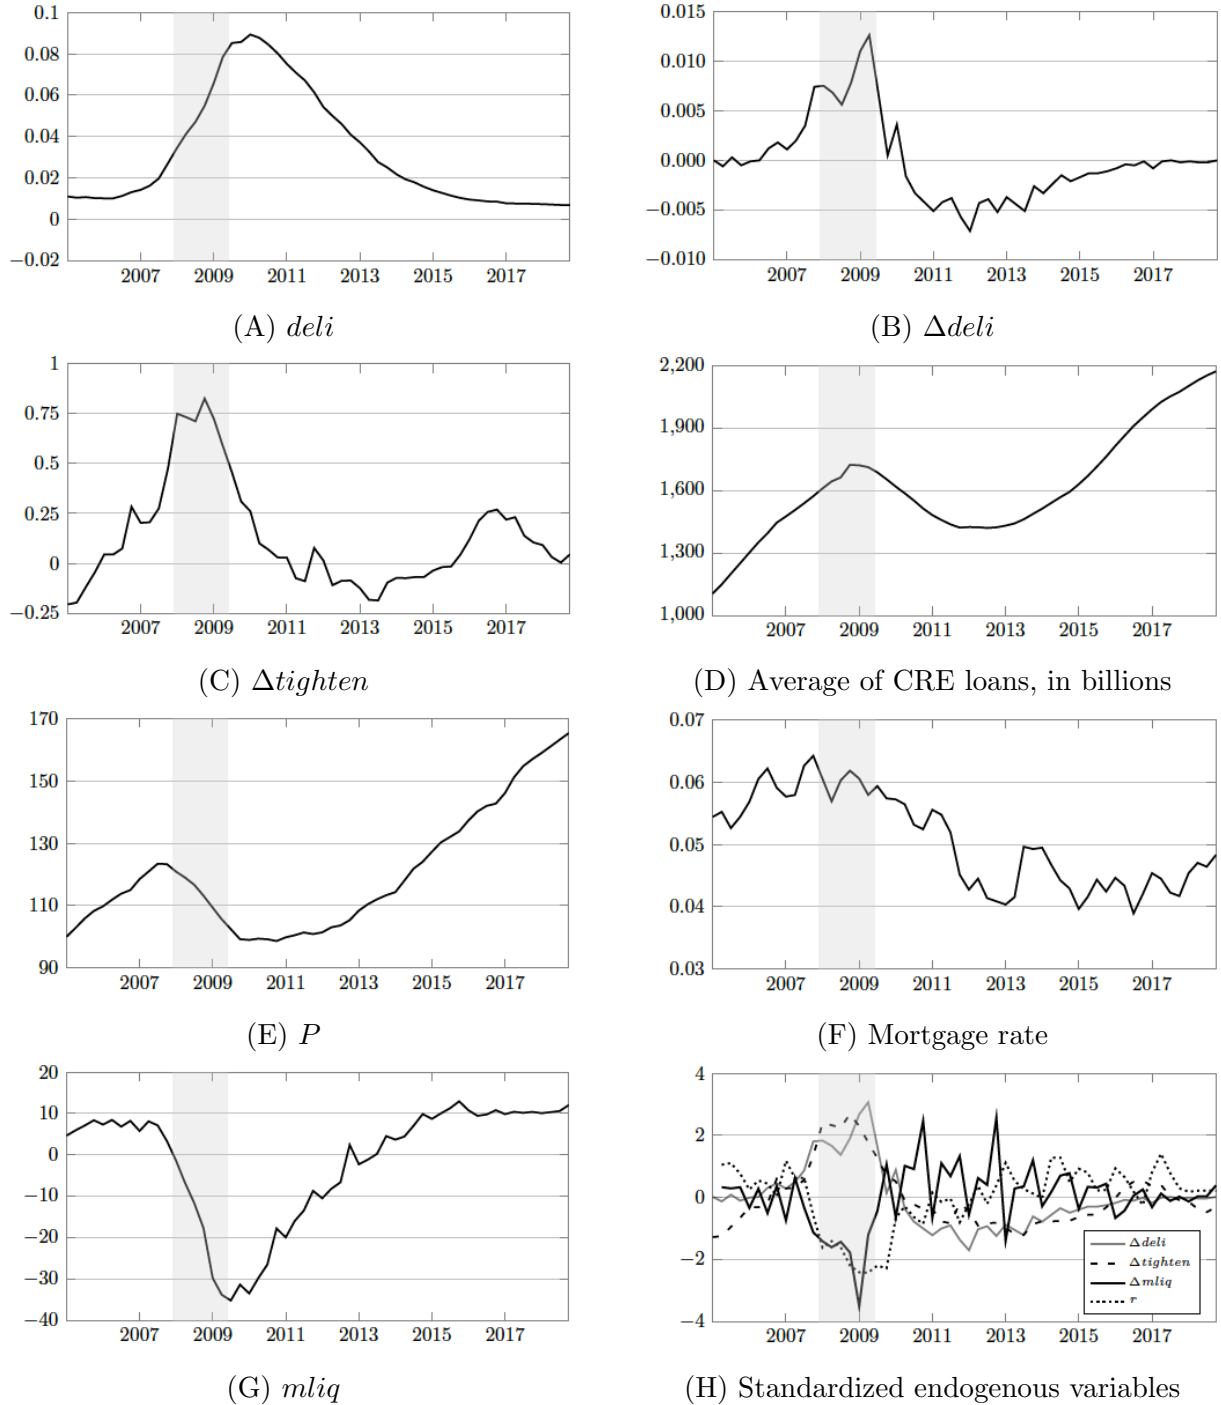 0.1
0.08
0.06
0.04
0.02
0
−0.02
2007 2009 2011 2013 2015 2017
(A) deli
0.015
0.010
0.005
0.000
−0.005
−0.010
2007 2009 2011 2013 2015 2017
(B) Δdeli
1
0.75
0.5
0.25
0
−0.25
2007 2009 2011 2013 2015 2017
(C) Δtighten
2,200
1,900
1,600
1,300
1,000
2007 2009 2011 2013 2015 2017
(D) Average of CRE loans, in billions
170
150
130
110
90
2007 2009 2011 2013 2015 2017
(E) P
0.07
0.06
0.05
0.04
0.03
2007 2009 2011 2013 2015 2017
(F) Mortgage rate
20
10
0
−10
−20
−30
−40
2007 2009 2011 2013 2015 2017
(G) mliq
4
2
0
−2
−4
2007 2009 2011 2013 2015 2017
Δdeli
Δtighten
Δmliq
r
(H) Standardized endogenous variables